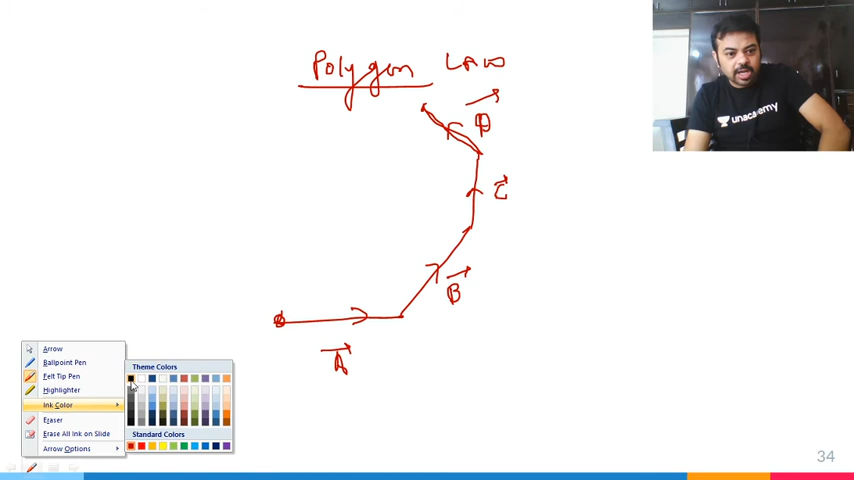 Polygon LAW
D
unacademy
C
B
A
Arrow
Ballpoint Pen
Felt Tip Pen
Highlighter
Ink Color
Eraser
Erase All Ink on Slide
Arrow Options
Theme Colors
Standard Colors
34